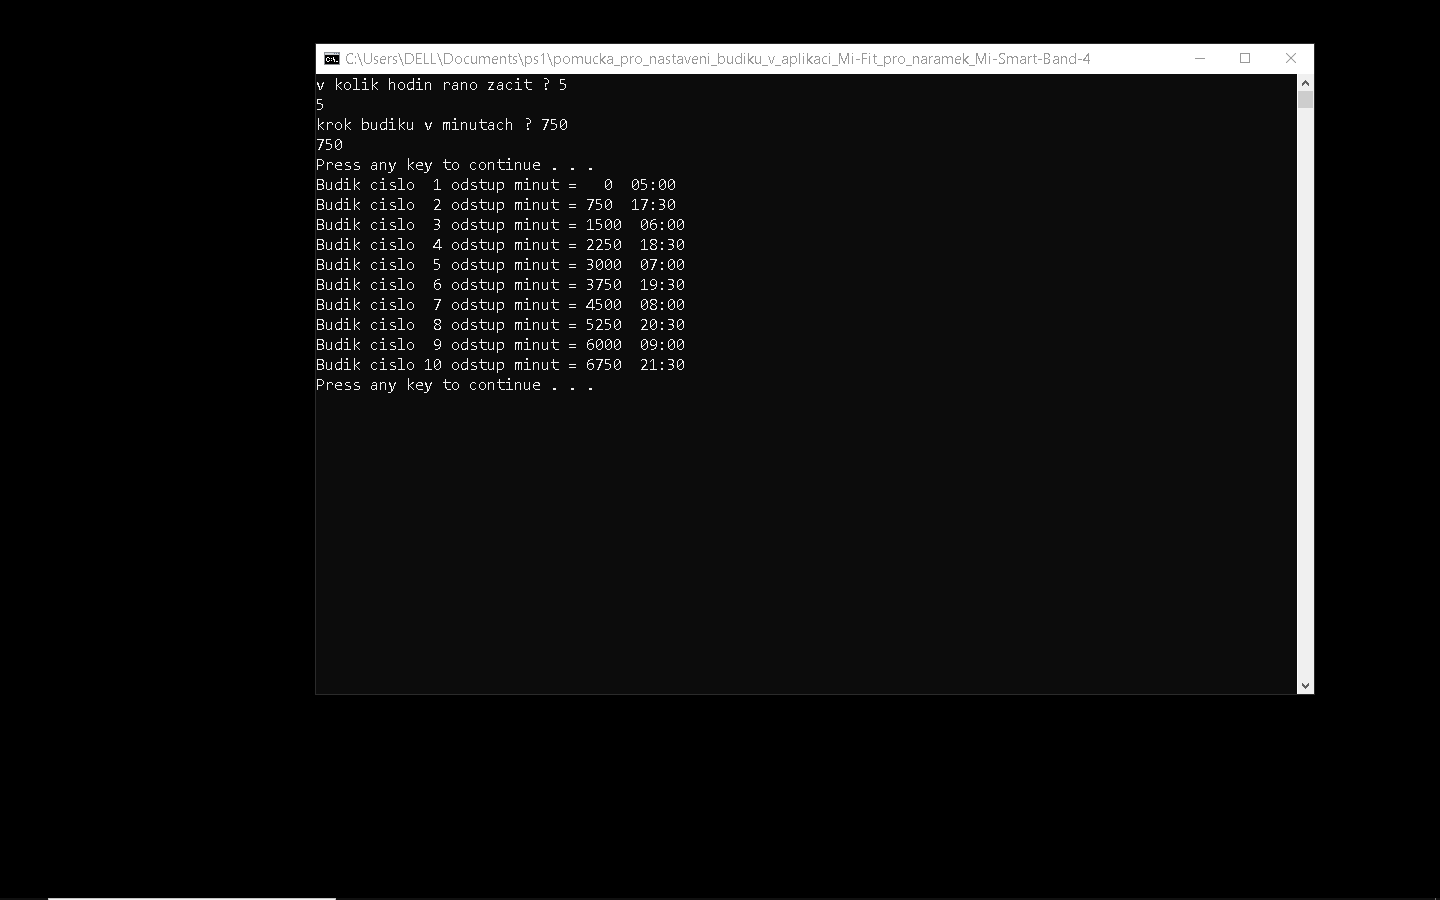 C:\Users\DELL\Documents\ps1\pomucka_pro_nastaveni_budiku_v_aplikaci_Mi-Fit_pro_naramek_Mi-Smart-Band-4
v kolik hodin rano zacit ? 5
5
krok budiku v minutach ? 750
750
Press any key to continue . . .
Budik cislo  1 odstup minut =   0  05:00
Budik cislo  2 odstup minut = 750  17:30
Budik cislo  3 odstup minut = 1500  06:00
Budik cislo  4 odstup minut = 2250  18:30
Budik cislo  5 odstup minut = 3000  07:00
Budik cislo  6 odstup minut = 3750  19:30
Budik cislo  7 odstup minut = 4500  08:00
Budik cislo  8 odstup minut = 5250  20:30
Budik cislo  9 odstup minut = 6000  09:00
Budik cislo 10 odstup minut = 6750  21:30
Press any key to continue . . .